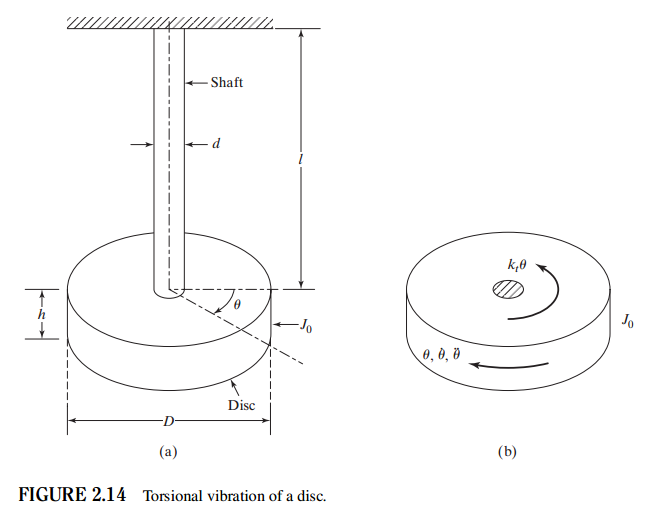 Shaft
d
l
h
θ
J₀
Disc
D
(a)
kₜθ
θ, θ̇, θ̈
J₀
(b)
FIGURE 2.14 Torsional vibration of a disc.